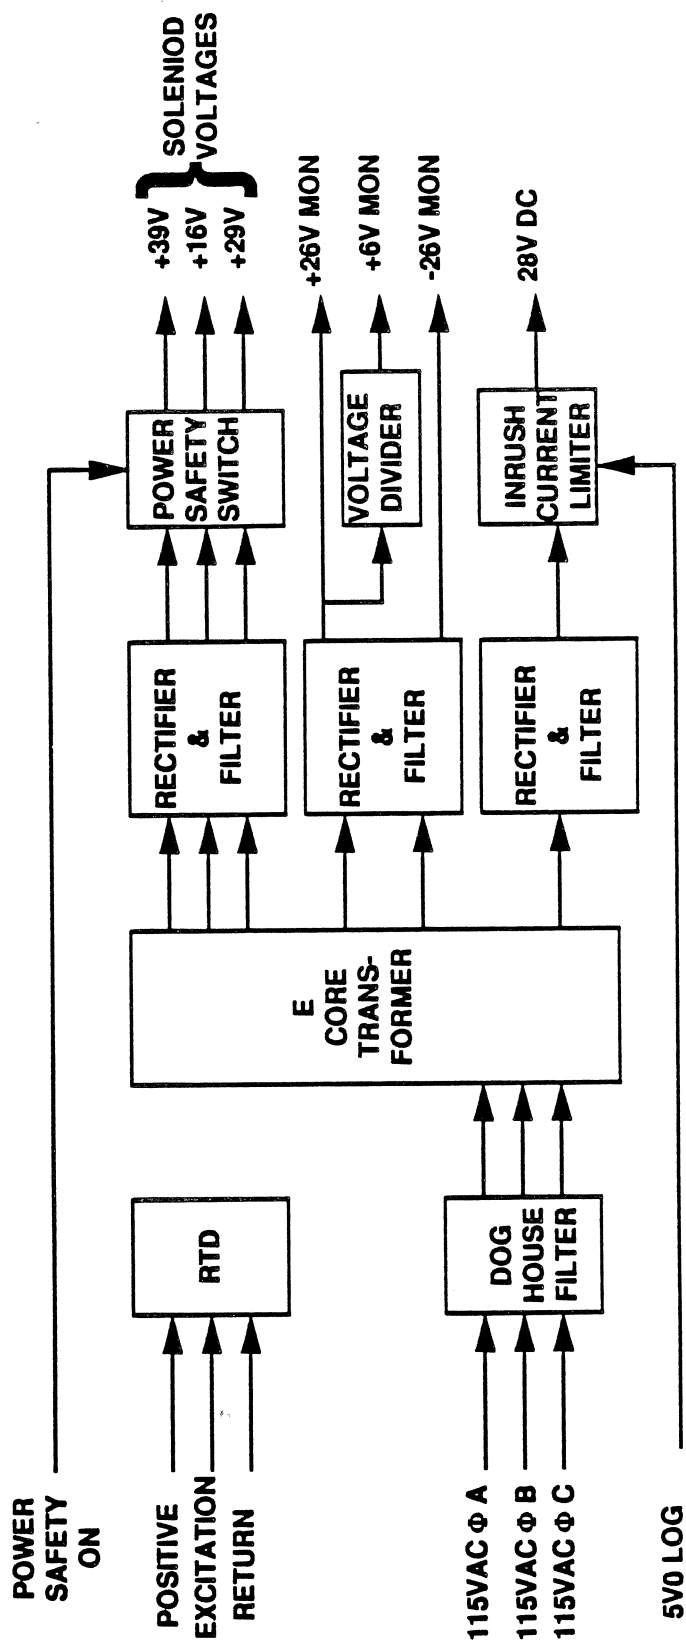 POWER
SAFETY
ON
POSITIVE
EXCITATION
RETURN
115VAC Φ A
115VAC Φ B
115VAC Φ C
5V0 LOG
RTD
DOG
HOUSE
FILTER
E
CORE
TRANS-
FORMER
RECTIFIER
&
FILTER
RECTIFIER
&
FILTER
RECTIFIER
&
FILTER
POWER
SAFETY
SWITCH
VOLTAGE
DIVIDER
INRUSH
CURRENT
LIMITER
+39V
+16V
+29V
SOLENIOD
VOLTAGES
+26V MON
+6V MON
-26V MON
28V DC